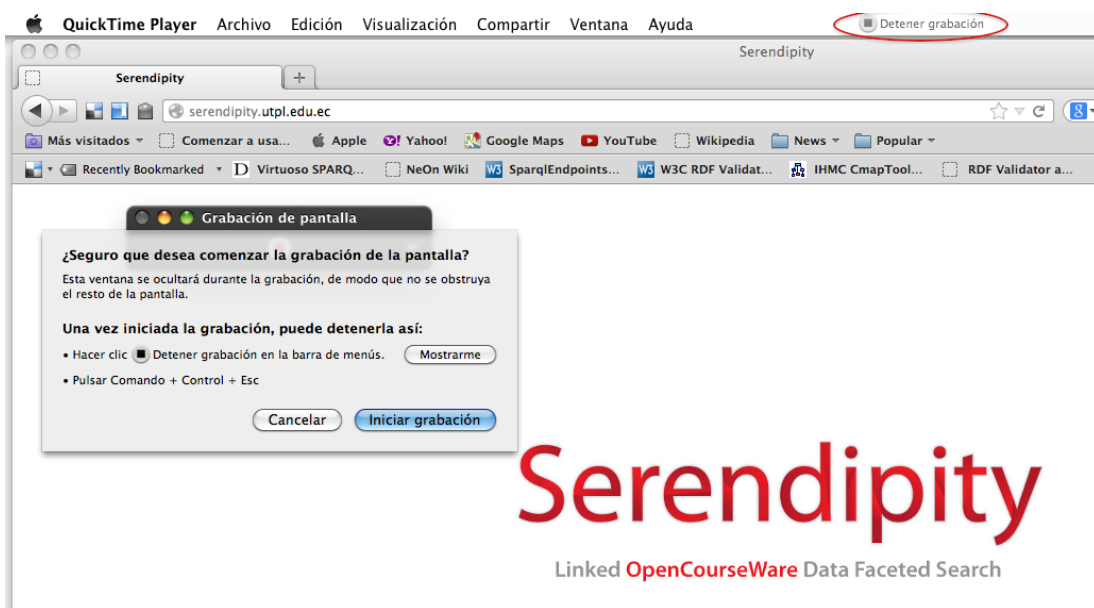 QuickTime Player Archivo Edición Visualización Compartir Ventana Ayuda Detener grabación
Serendipity
Serendipity
serendipity.utpl.edu.ec
Más visitados Comenzar a usa... Apple Yahoo! Google Maps YouTube Wikipedia News Popular
Recently Bookmarked Virtuoso SPARQ... NeOn Wiki SparqlEndpoints... W3C RDF Validat... IHMC CmapTool... RDF Validator a...
Grabación de pantalla
¿Seguro que desea comenzar la grabación de la pantalla?
Esta ventana se ocultará durante la grabación, de modo que no se obstruya
el resto de la pantalla.
Una vez iniciada la grabación, puede detenerla así:
• Hacer clic Detener grabación en la barra de menús. Mostrarme
• Pulsar Comando + Control + Esc
Cancelar Iniciar grabación
Serendipity
Linked OpenCourseWare Data Faceted Search